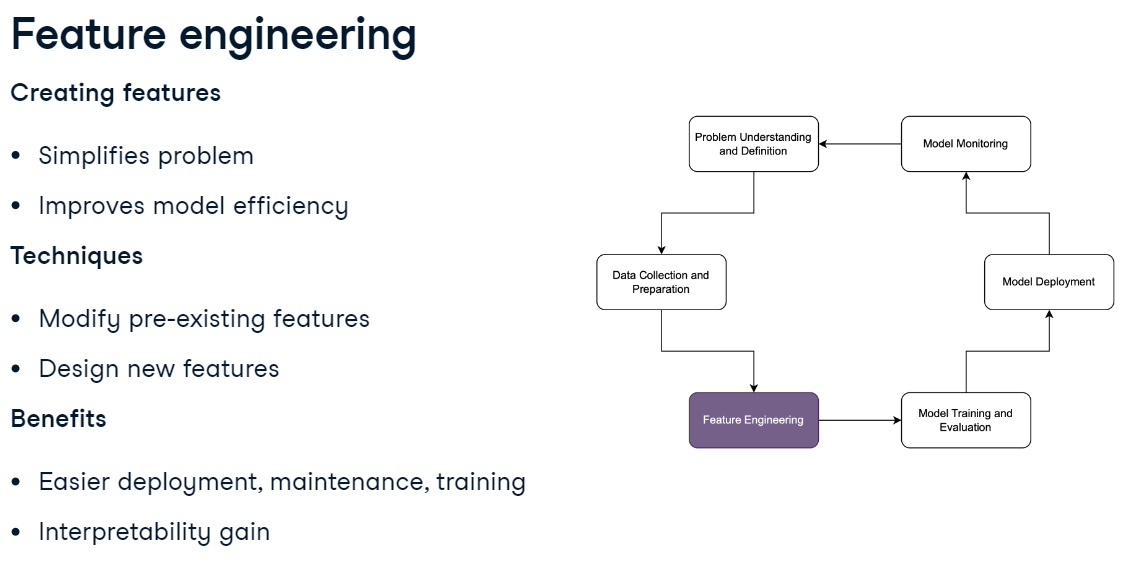 Feature engineering
Creating features
• Simplifies problem
• Improves model efficiency
Techniques
• Modify pre-existing features
• Design new features
Benefits
• Easier deployment, maintenance, training
• Interpretability gain
Problem Understanding
and Definition
Model Monitoring
Data Collection and
Preparation
Model Deployment
Feature Engineering
Model Training and
Evaluation